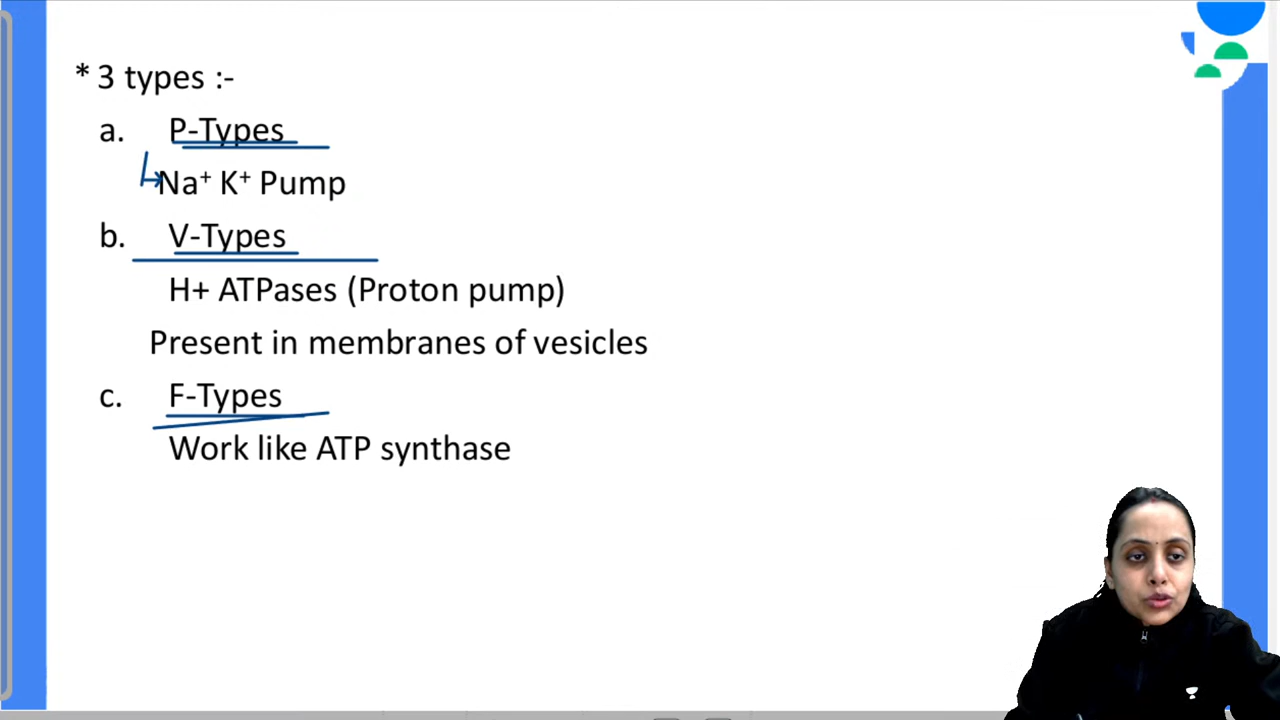 * 3 types :-
a. P-Types
Na⁺ K⁺ Pump
b. V-Types
H+ ATPases (Proton pump)
Present in membranes of vesicles
c. F-Types
Work like ATP synthase